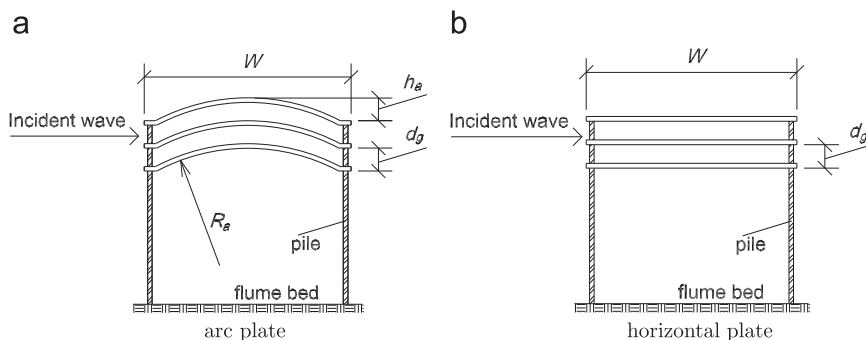 a
W
h_a
Incident wave
d_g
R_a
pile
flume bed
arc plate
b
W
Incident wave
d_g
pile
flume bed
horizontal plate